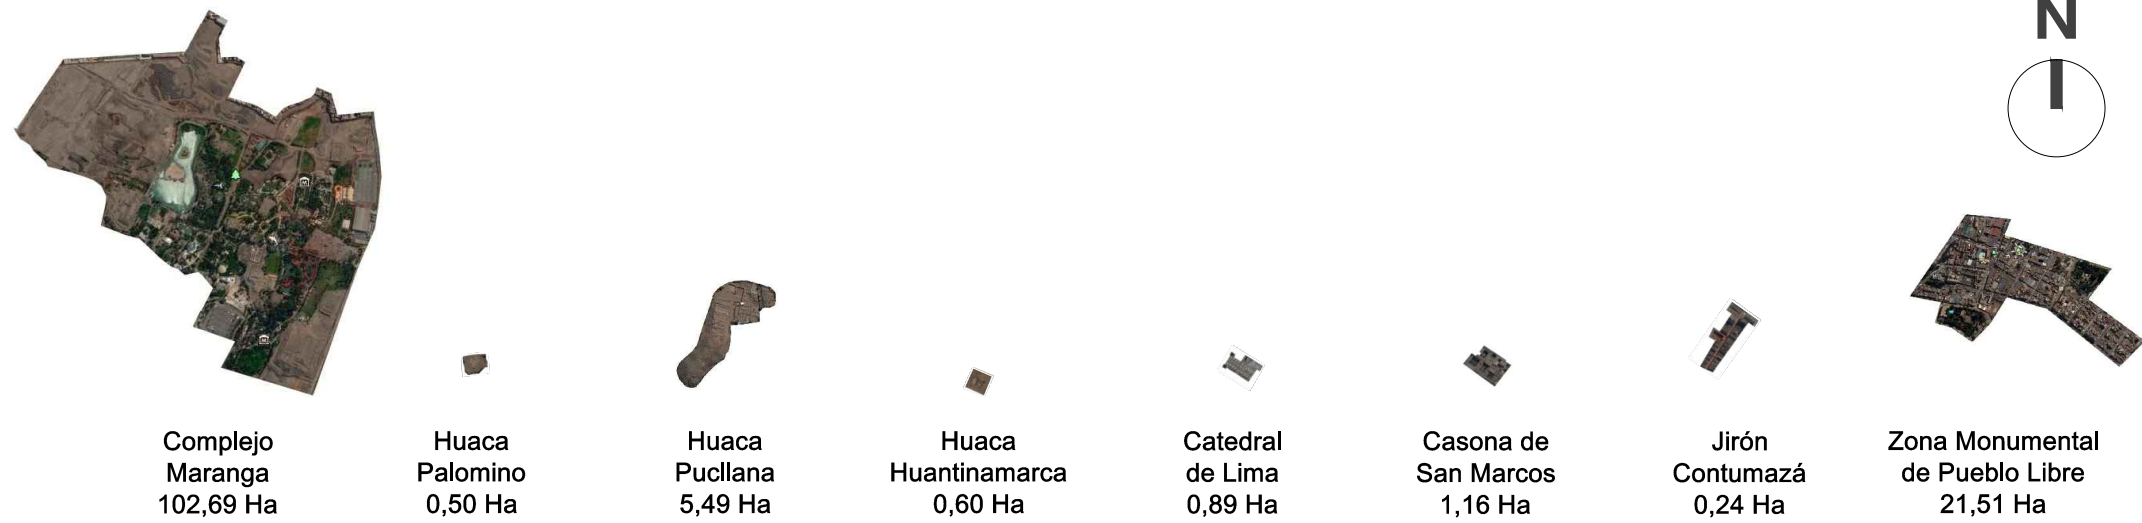 N
Complejo
Maranga
102,69 Ha
Huaca
Palomino
0,50 Ha
Huaca
Pucllana
5,49 Ha
Huaca
Huantinamarca
0,60 Ha
Catedral
de Lima
0,89 Ha
Casona de
San Marcos
1,16 Ha
Jirón
Contumazá
0,24 Ha
Zona Monumental
de Pueblo Libre
21,51 Ha